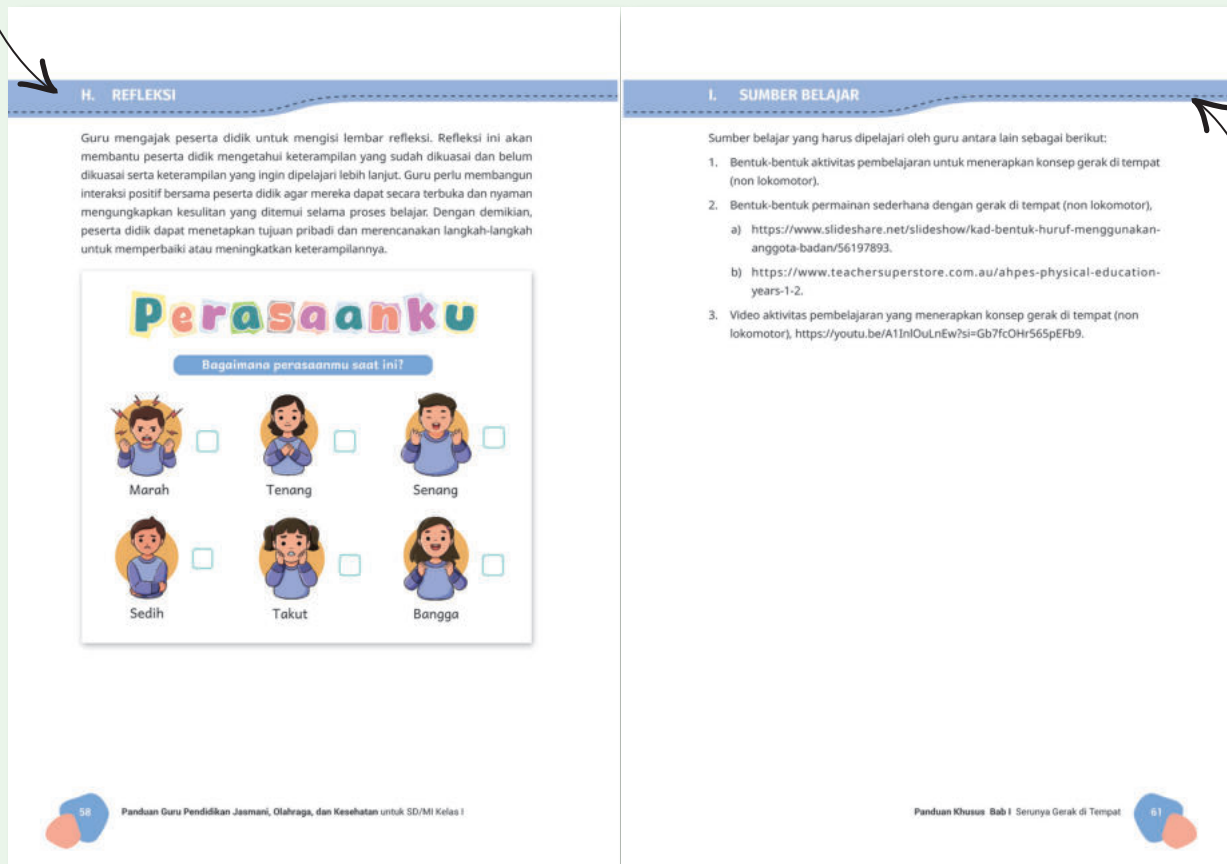 H. REFLEKSI
Guru mengajak peserta didik untuk mengisi lembar refleksi. Refleksi ini akan
membantu peserta didik mengetahui keterampilan yang sudah dikuasai dan belum
dikuasai serta keterampilan yang ingin dipelajari lebih lanjut. Guru perlu membangun
interaksi positif bersama peserta didik agar mereka dapat secara terbuka dan nyaman
mengungkapkan kesulitan yang ditemui selama proses belajar. Dengan demikian,
peserta didik dapat menetapkan tujuan pribadi dan merencanakan langkah-langkah
untuk memperbaiki atau meningkatkan keterampilannya.
Perasaanku
Bagaimana perasaanmu saat ini?
Marah
Tenang
Senang
Sedih
Takut
Bangga
58
Panduan Guru Pendidikan Jasmani, Olahraga, dan Kesehatan untuk SD/MI Kelas I
I. SUMBER BELAJAR
Sumber belajar yang harus dipelajari oleh guru antara lain sebagai berikut:
1. Bentuk-bentuk aktivitas pembelajaran untuk menerapkan konsep gerak di tempat
(non lokomotor).
2. Bentuk-bentuk permainan sederhana dengan gerak di tempat (non lokomotor),
a) https://www.slideshare.net/slideshow/kad-bentuk-huruf-menggunakan-
anggota-badan/56197893.
b) https://www.teachersuperstore.com.au/ahpes-physical-education-
years-1-2.
3. Video aktivitas pembelajaran yang menerapkan konsep gerak di tempat (non
lokomotor), https://youtu.be/A1InlOuLnEw?si=Gb7fcOHr565pEFb9.
Panduan Khusus Bab I Serunya Gerak di Tempat
61